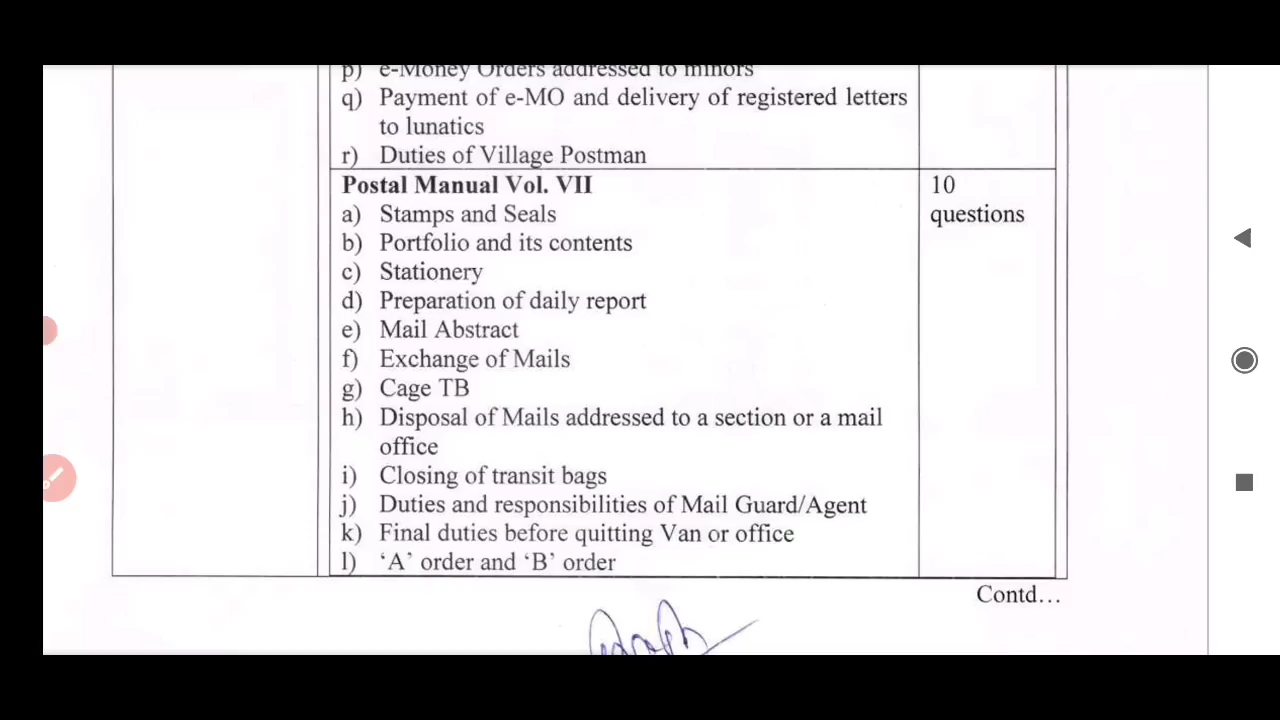 p) e-Money Orders addressed to minors
q) Payment of e-MO and delivery of registered letters
to lunatics
r) Duties of Village Postman
Postal Manual Vol. VII
10
questions
a) Stamps and Seals
b) Portfolio and its contents
c) Stationery
d) Preparation of daily report
e) Mail Abstract
f) Exchange of Mails
g) Cage TB
h) Disposal of Mails addressed to a section or a mail
office
i) Closing of transit bags
j) Duties and responsibilities of Mail Guard/Agent
k) Final duties before quitting Van or office
l) ‘A’ order and ‘B’ order
Contd...